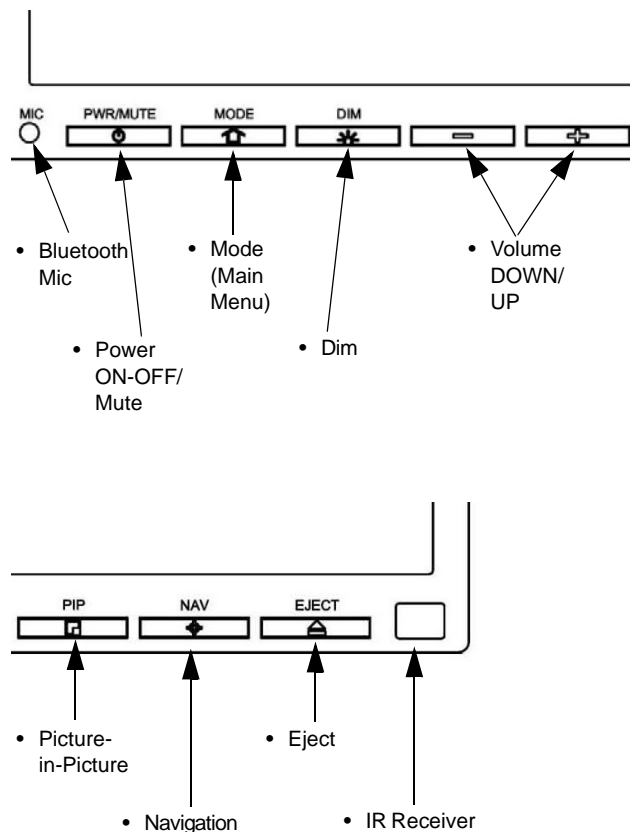 MIC PWR/MUTE MODE DIM
• Bluetooth
Mic
• Mode
(Main
Menu)
• Volume
DOWN/
UP
• Power
ON-OFF/
Mute
• Dim
PIP NAV EJECT
• Picture-
in-Picture
• Eject
• Navigation
• IR Receiver